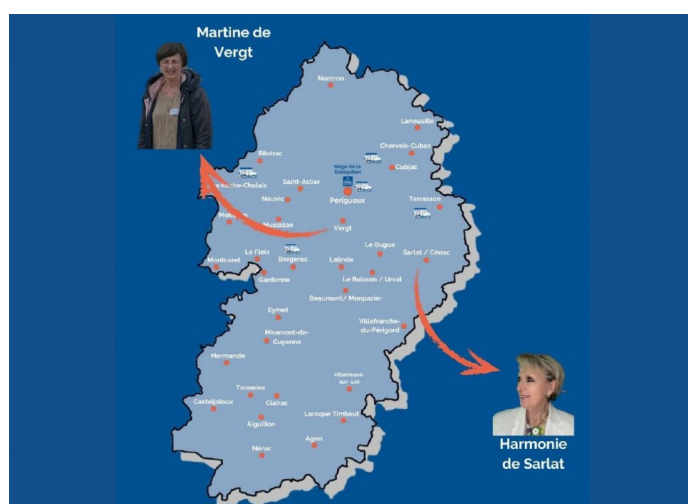 Martine de
Vergt
Nontron
Lanouaille
Cherveix-Cubas
Cubjac
Ribérac
Siège de la
Délégation
La Roche-Chalais
Saint-Astier
Neuvic
Périgueux
Terrasson
Mussidan
Vergt
Montcaret
Le Fleix
Bergerac
Gardonne
Lalinde
Le Bugue
Sarlat / Cénac
Le Buisson / Urval
Beaumont / Monpazier
Eymet
Villefranche-
du-Périgord
Miramont-de-
Guyenne
Marmande
Villeneuve-
sur- Lot
Tonneins
Clairac
Casteljaloux
Aiguillon
Laroque Timbaut
Agen
Nérac
Harmonie
de Sarlat